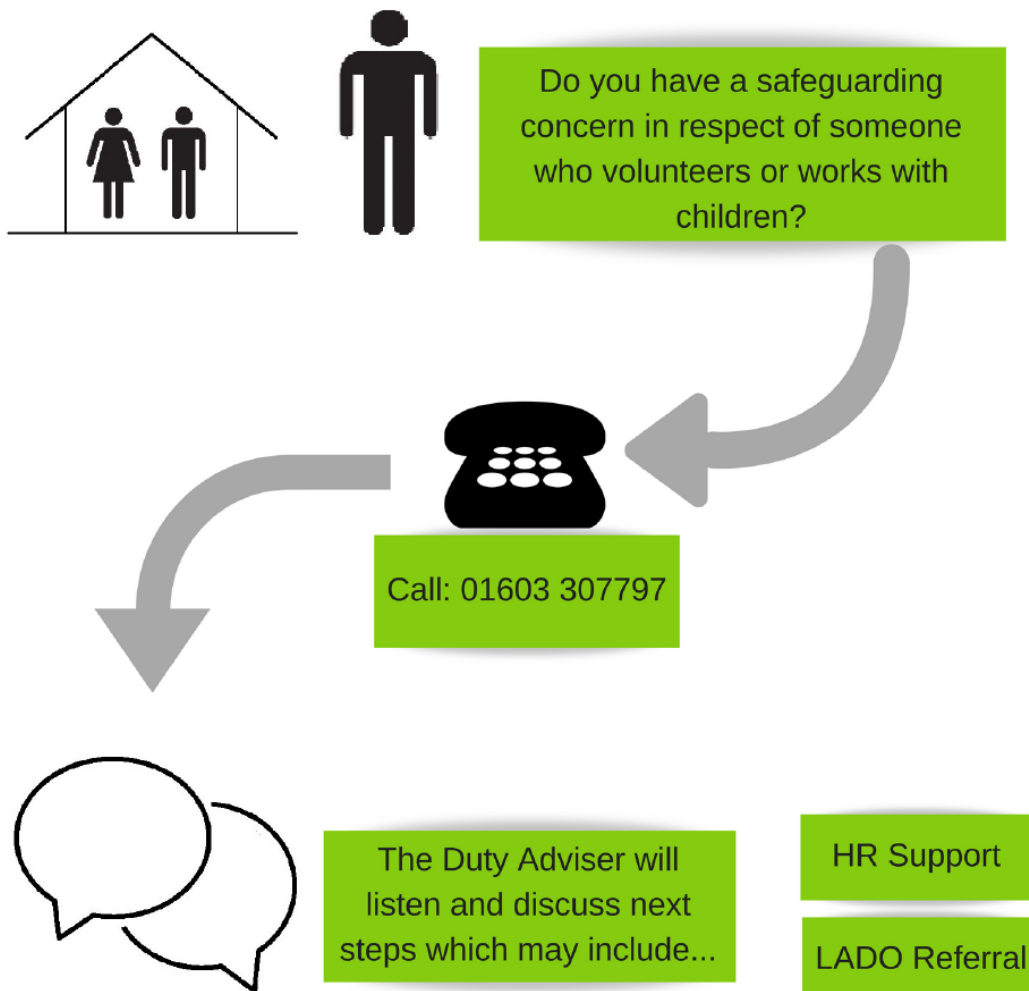 Do you have a safeguarding
concern in respect of someone
who volunteers or works with
children?
Call: 01603 307797
The Duty Adviser will
listen and discuss next
steps which may include...
HR Support
LADO Referral